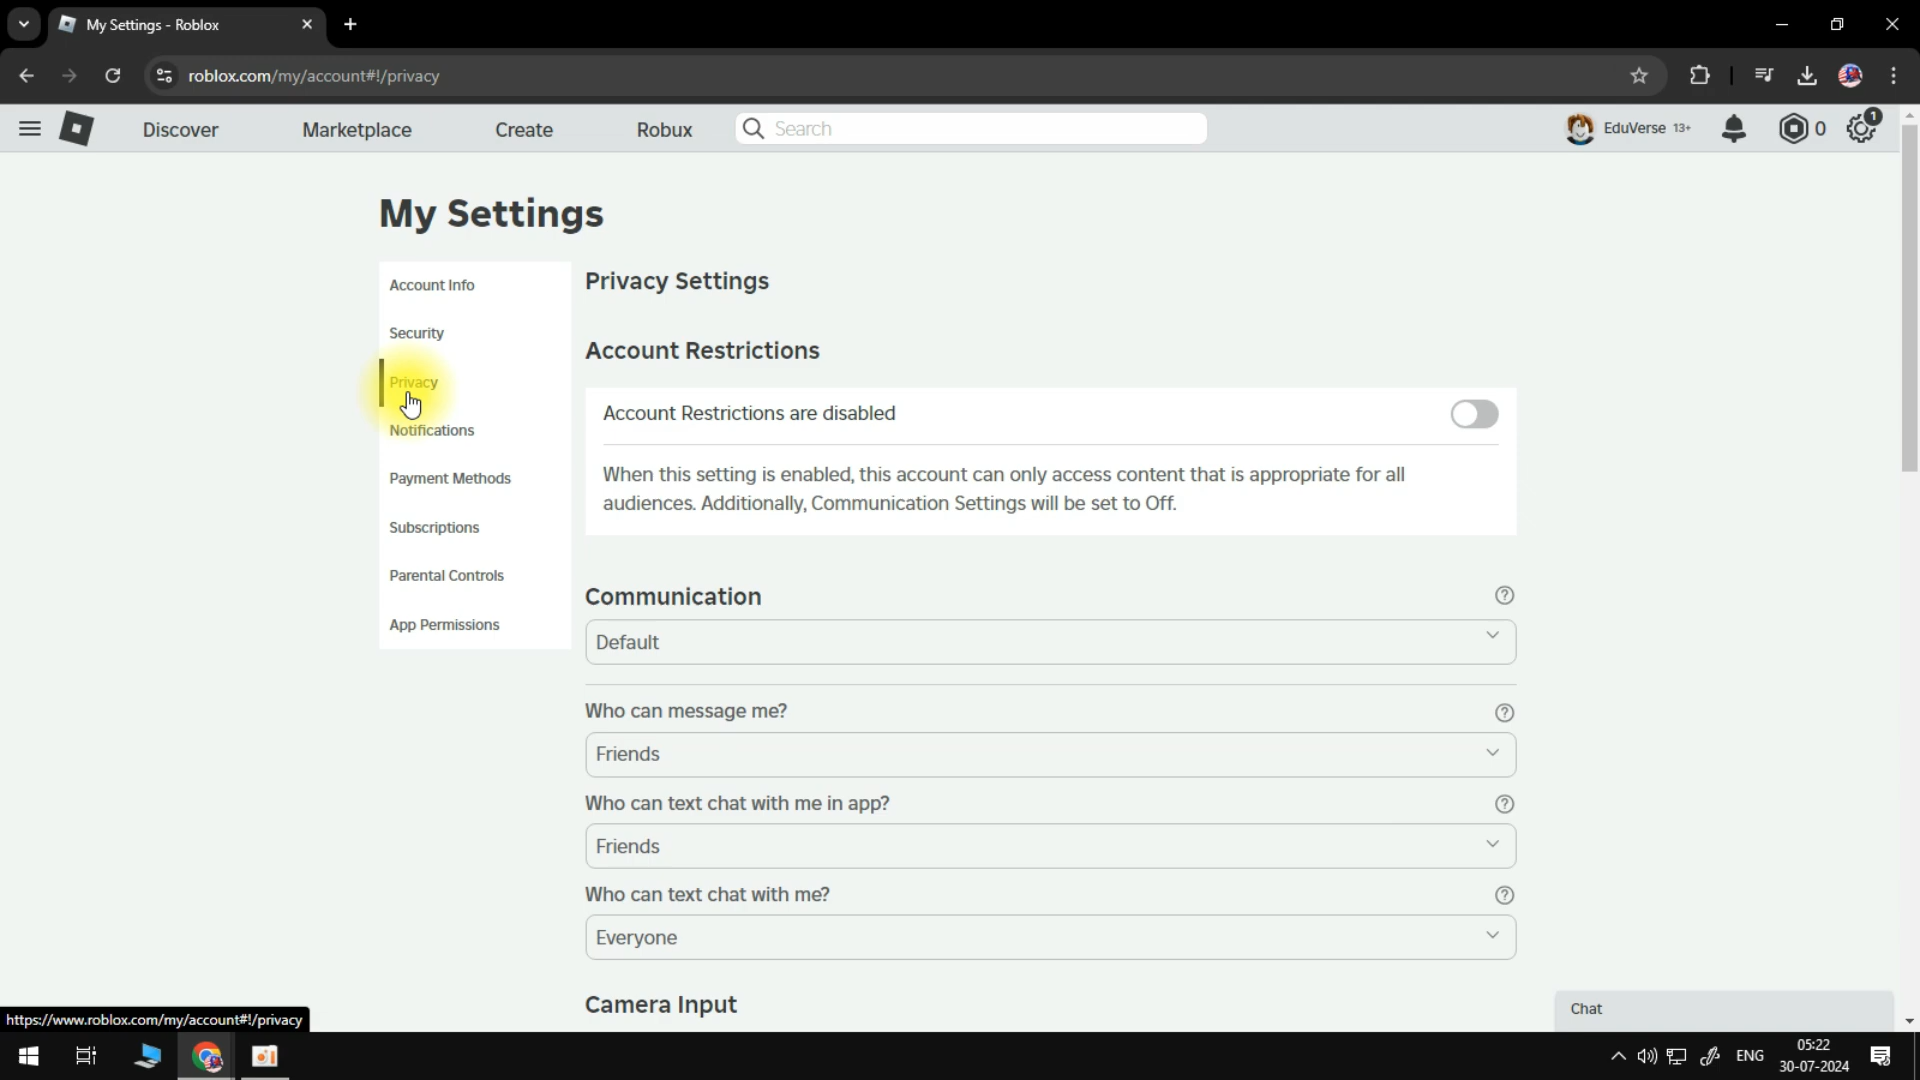 My Settings - Roblox
roblox.com/my/account#!/privacy
Discover
Marketplace
Create
Robux
Search
EduVerse 13+
0
1
My Settings
Account Info
Security
Privacy
Notifications
Payment Methods
Subscriptions
Parental Controls
App Permissions
Privacy Settings
Account Restrictions
Account Restrictions are disabled
When this setting is enabled, this account can only access content that is appropriate for all
audiences. Additionally, Communication Settings will be set to Off.
Communication
Default
Who can message me?
Friends
Who can text chat with me in app?
Friends
Who can text chat with me?
Everyone
Camera Input
Chat
https://www.roblox.com/my/account#!/privacy
ENG
05:22
30-07-2024